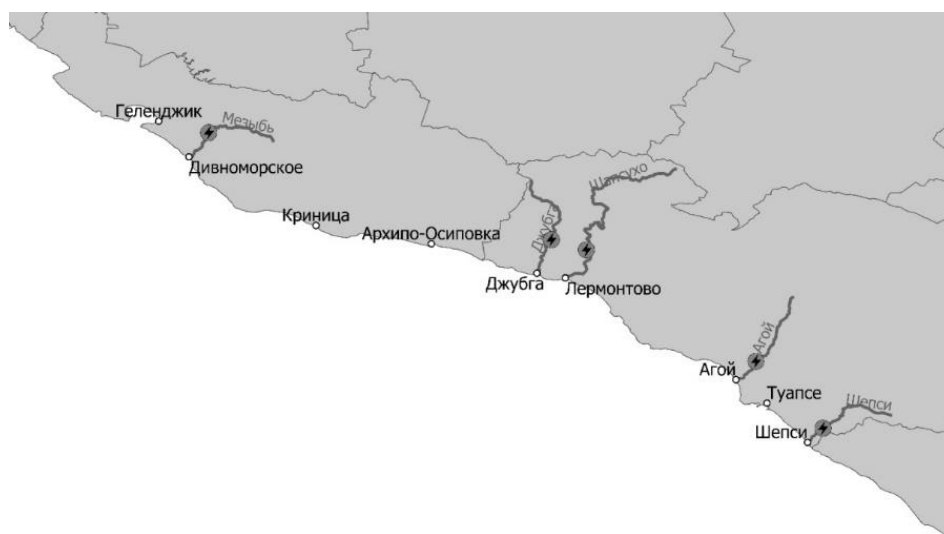 Геленджик
Мезыбь
Дивноморское
Криница
Архипо-Осиповка
Джубга
Шапсухо
Джубга
Лермонтово
Агой
Агой
Туапсе
Шепси
Шепси